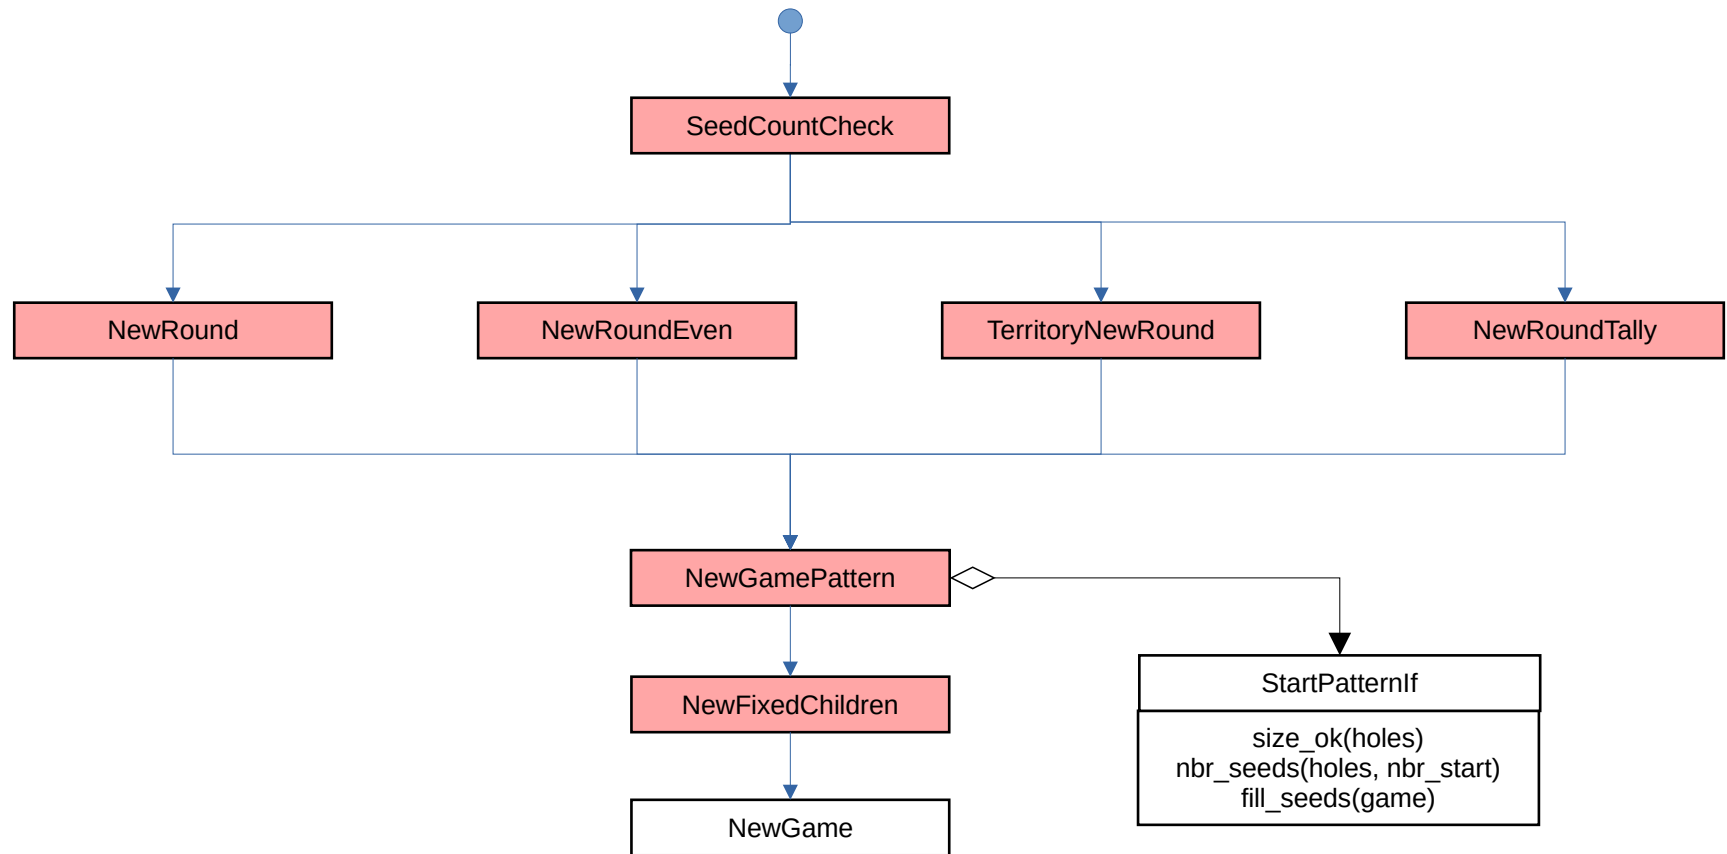 SeedCountCheck
NewRound
NewRoundEven
TerritoryNewRound
NewRoundTally
NewGamePattern
StartPatternIf
size_ok(holes)
nbr_seeds(holes, nbr_start)
fill_seeds(game)
NewFixedChildren
NewGame